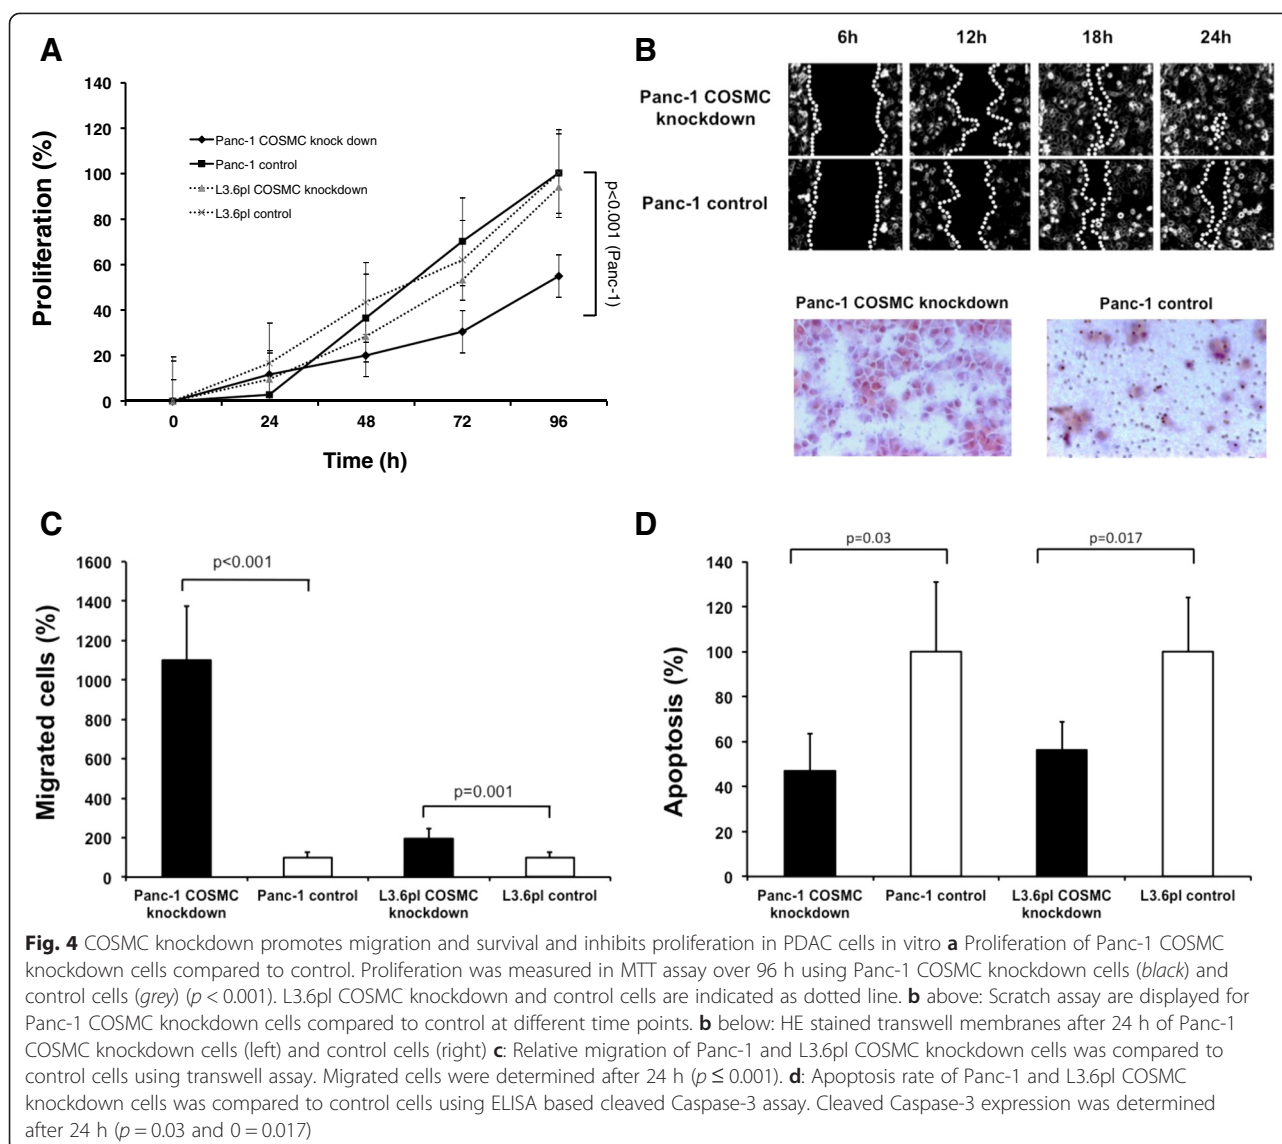 A
140
120
100
80
60
40
20
0
Proliferation (%)
Panc-1 COSMC knock down
Panc-1 control
L3.6pl COSMC knockdown
L3.6pl control
p<0.001 (Panc-1)
0 24 48 72 96
Time (h)
B
6h 12h 18h 24h
Panc-1 COSMC
knockdown
Panc-1 control
Panc-1 COSMC knockdown
Panc-1 control
C
1600
1400
1200
1000
800
600
400
200
0
Migrated cells (%)
p<0.001
p=0.001
Panc-1 COSMC
knockdown
Panc-1 control
L3.6pl COSMC
knockdown
L3.6pl control
D
140
120
100
80
60
40
20
0
Apoptosis (%)
p=0.03
p=0.017
Panc-1 COSMC
knockdown
Panc-1 control
L3.6pl COSMC
knockdown
L3.6pl control
Fig. 4 COSMC knockdown promotes migration and survival and inhibits proliferation in PDAC cells in vitro a Proliferation of Panc-1 COSMC
knockdown cells compared to control. Proliferation was measured in MTT assay over 96 h using Panc-1 COSMC knockdown cells (black) and
control cells (grey) (p < 0.001). L3.6pl COSMC knockdown and control cells are indicated as dotted line. b above: Scratch assay are displayed for
Panc-1 COSMC knockdown cells compared to control at different time points. b below: HE stained transwell membranes after 24 h of Panc-1
COSMC knockdown cells (left) and control cells (right) c: Relative migration of Panc-1 and L3.6pl COSMC knockdown cells was compared to
control cells using transwell assay. Migrated cells were determined after 24 h (p ≤ 0.001). d: Apoptosis rate of Panc-1 and L3.6pl COSMC
knockdown cells was compared to control cells using ELISA based cleaved Caspase-3 assay. Cleaved Caspase-3 expression was determined
after 24 h (p = 0.03 and 0 = 0.017)